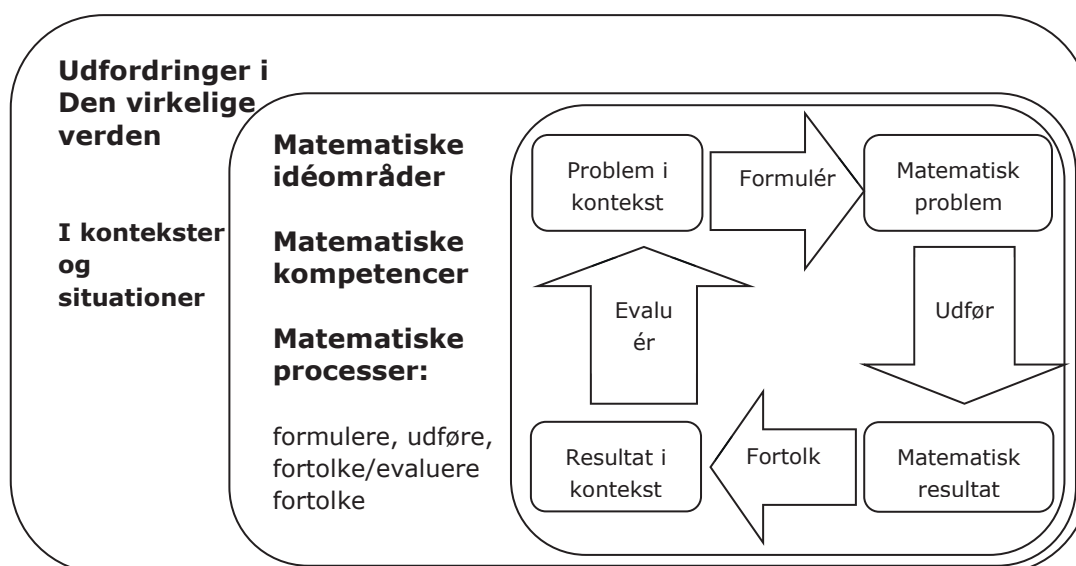 Udfordringer i
Den virkelige
verden
I kontekster
og
situationer
Matematiske
idéområder
Matematiske
kompetencer
Matematiske
processer:
formulere, udføre,
fortolke/evaluere
fortolke
Problem i
kontekst
Formulér
Matematisk
problem
Udfør
Matematisk
resultat
Fortolk
Resultat i
kontekst
Evalu
ér